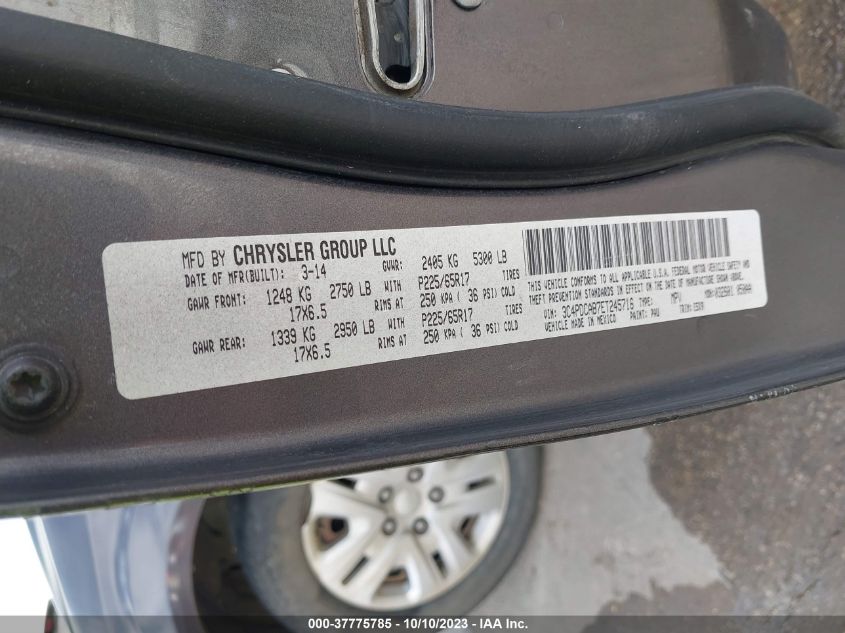 MFD BY CHRYSLER GROUP LLC
DATE OF MFR(BUILT): 3-14 GVWR: 2405 KG 5300 LB
GAWR FRONT: 1248 KG 2750 LB WITH P225/65R17 TIRES
17X6.5 RIMS AT 250 KPA ( 36 PSI) COLD
GAWR REAR: 1339 KG 2950 LB WITH P225/65R17 TIRES
17X6.5 RIMS AT 250 KPA ( 36 PSI) COLD
THIS VEHICLE CONFORMS TO ALL APPLICABLE U.S.A. FEDERAL MOTOR VEHICLE SAFETY AND
THEFT PREVENTION STANDARDS IN EFFECT ON THE DATE OF MANUFACTURE SHOWN ABOVE.
VIN: 3C4PDCAB7ET245716 TYPE: MPV
VEHICLE MADE IN MEXICO PAINT: PAU TRIM:
000-37775785 - 10/10/2023 - IAA Inc.